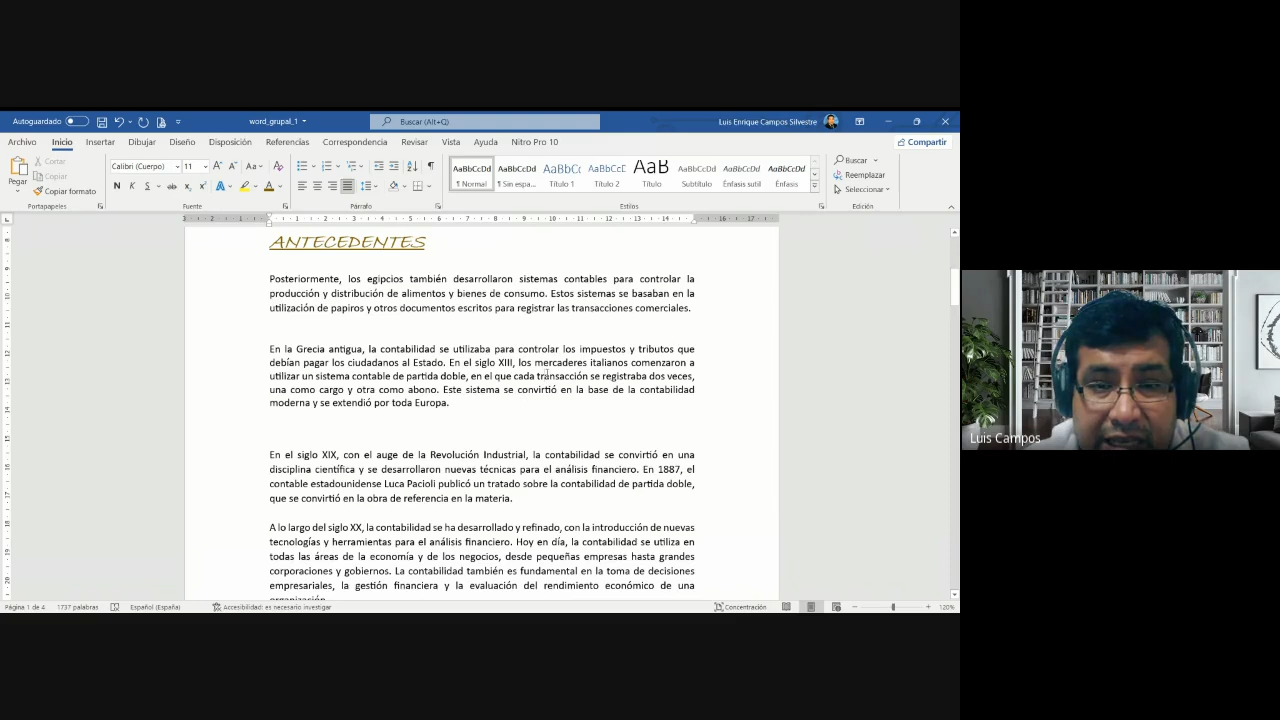 Autoguardado
word_grupal_1
Buscar (Alt+Q)
Luis Enrique Campos Silvestre
Archivo Inicio Insertar Dibujar Disposición Referencias Correspondencia Revisar Vista Ayuda Nitro Pro 10
Compartir
Pegar
Cortar
Copiar
Copiar formato
Portapapeles
Calibri (Cuerpo) 11
Fuente
Párrafo
AaBbCcDd AaBbCcDd AaBbCc AaBbCcE AaB AaBbCcDd AaBbCcDd AaBbCcDd
¶ Normal ¶ Sin espa... Título 1 Título 2 Título Subtítulo Énfasis sutil Énfasis
Estilos
Buscar
Reemplazar
Seleccionar
Edición
ANTECEDENTES
Posteriormente, los egipcios también desarrollaron sistemas contables para controlar la
producción y distribución de alimentos y bienes de consumo. Estos sistemas se basaban en la
utilización de papiros y otros documentos escritos para registrar las transacciones comerciales.
En la Grecia antigua, la contabilidad se utilizaba para controlar los impuestos y tributos que
debían pagar los ciudadanos al Estado. En el siglo XIII, los mercaderes italianos comenzaron a
utilizar un sistema contable de partida doble, en el que cada transacción se registraba dos veces,
una como cargo y otra como abono. Este sistema se convirtió en la base de la contabilidad
moderna y se extendió por toda Europa.
En el siglo XIX, con el auge de la Revolución Industrial, la contabilidad se convirtió en una
disciplina científica y se desarrollaron nuevas técnicas para el análisis financiero. En 1887, el
contable estadounidense Luca Pacioli publicó un tratado sobre la contabilidad de partida doble,
que se convirtió en la obra de referencia en la materia.
A lo largo del siglo XX, la contabilidad se ha desarrollado y refinado, con la introducción de nuevas
tecnologías y herramientas para el análisis financiero. Hoy en día, la contabilidad se utiliza en
todas las áreas de la economía y de los negocios, desde pequeñas empresas hasta grandes
corporaciones y gobiernos. La contabilidad también es fundamental en la toma de decisiones
empresariales, la gestión financiera y la evaluación del rendimiento económico de una
organización.
Página 1 de 4 1737 palabras Español (España) Accesibilidad: es necesario investigar
Concentración
120%
Luis Campos